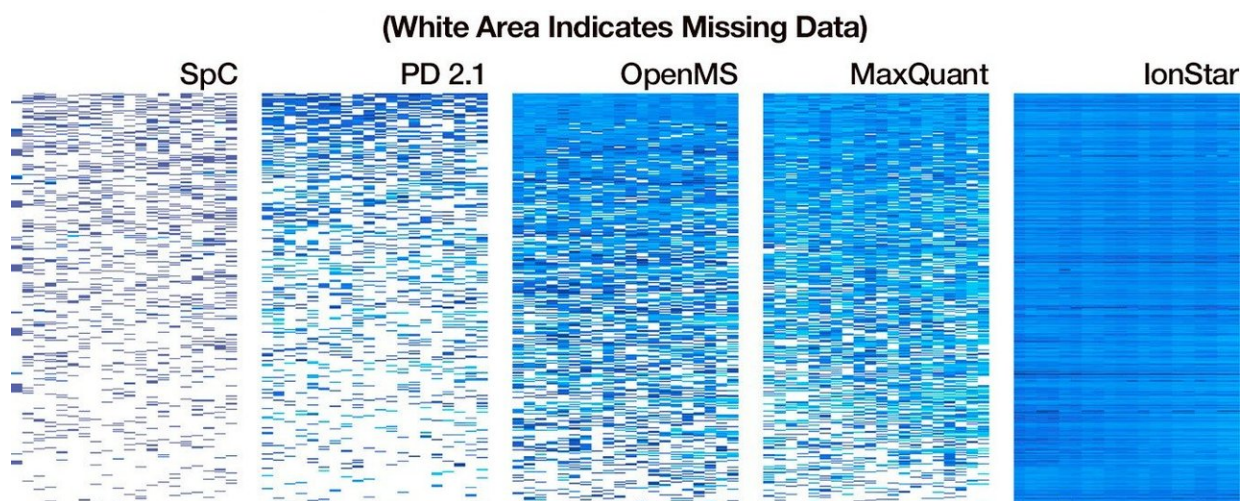 (White Area Indicates Missing Data)
SpC PD 2.1 OpenMS MaxQuant IonStar